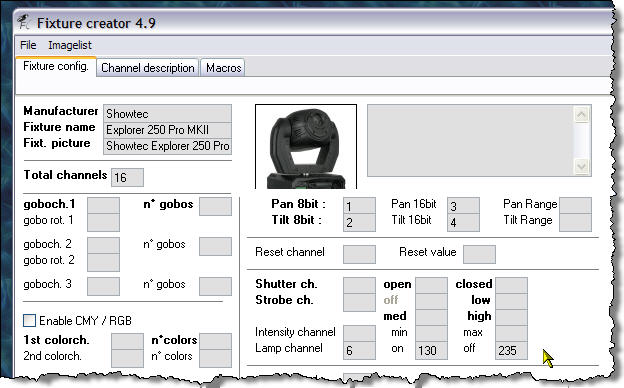 Fixture creator 4.9
File Imagelist
Fixture config. Channel description Macros
Manufacturer Showtec
Fixture name Explorer 250 Pro MKII
Fixt. picture Showtec Explorer 250 Pro
Total channels 16
goboch.1 n° gobos
gobo rot. 1
goboch. 2 n° gobos
gobo rot. 2
goboch. 3 n° gobos
Enable CMY / RGB
1st colorch. n°colors
2nd colorch. n° colors
Pan 8bit : 1 Pan 16bit 3 Pan Range
Tilt 8bit : 2 Tilt 16bit 4 Tilt Range
Reset channel Reset value
Shutter ch. open closed
Strobe ch. off low
med high
Intensity channel min max
Lamp channel 6 on 130 off 235